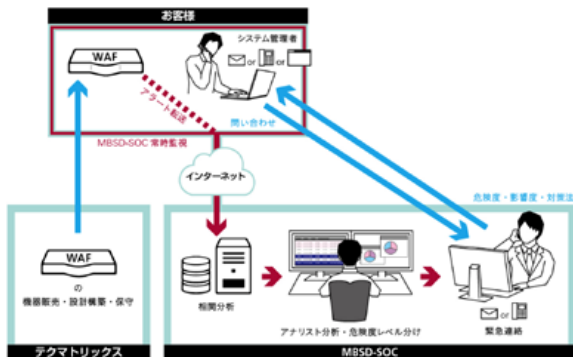 お客様
システム管理者
WAF
or
or
アラート転送
問い合わせ
MBSD-SOC 常時監視
インターネット
危険度・影響度・対策法
WAF
の
機器販売・設計構築・保守
相関分析
アナリスト分析・危険度レベル分け
or
緊急連絡
テクマトリックス
MBSD-SOC